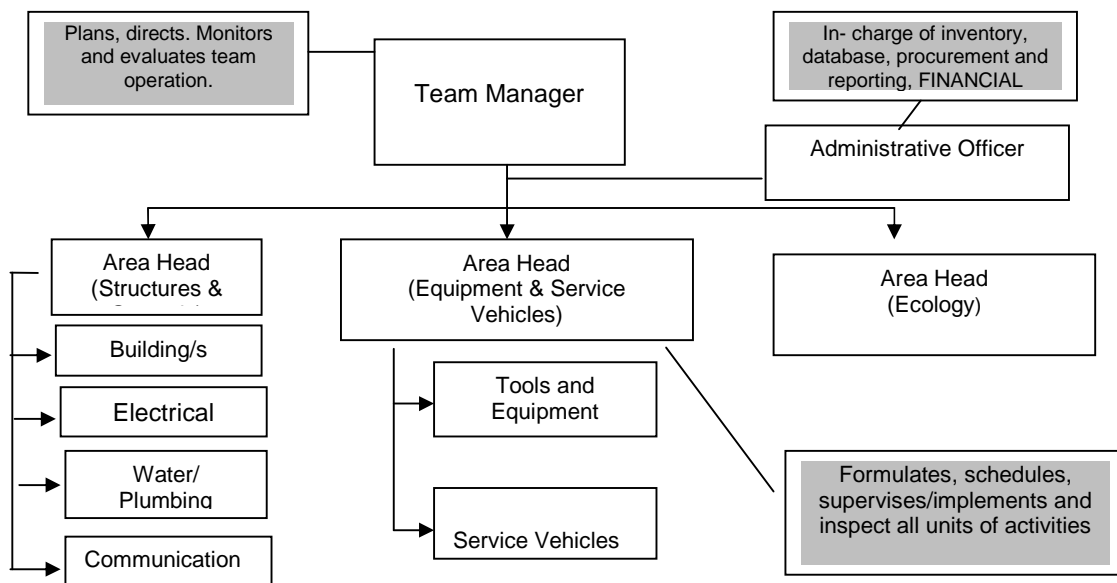 Plans, directs. Monitors
and evaluates team
operation.
Team Manager
In- charge of inventory,
database, procurement and
reporting, FINANCIAL
Administrative Officer
Area Head
(Structures &
Area Head
(Equipment & Service
Vehicles)
Area Head
(Ecology)
Building/s
Electrical
Water/
Plumbing
Communication
Tools and
Equipment
Service Vehicles
Formulates, schedules,
supervises/implements and
inspect all units of activities